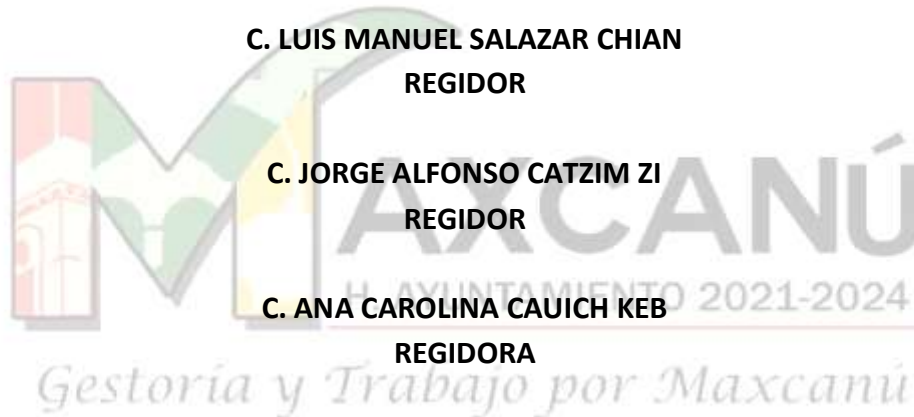 C. LUIS MANUEL SALAZAR CHIAN
REGIDOR
C. JORGE ALFONSO CATZIM ZI
REGIDOR
MAXCANÚ
C. ANA CAROLINA CAUICH KEB
H. AYUNTAMIENTO 2021-2024
REGIDORA
Gestoría y Trabajo por Maxcanú